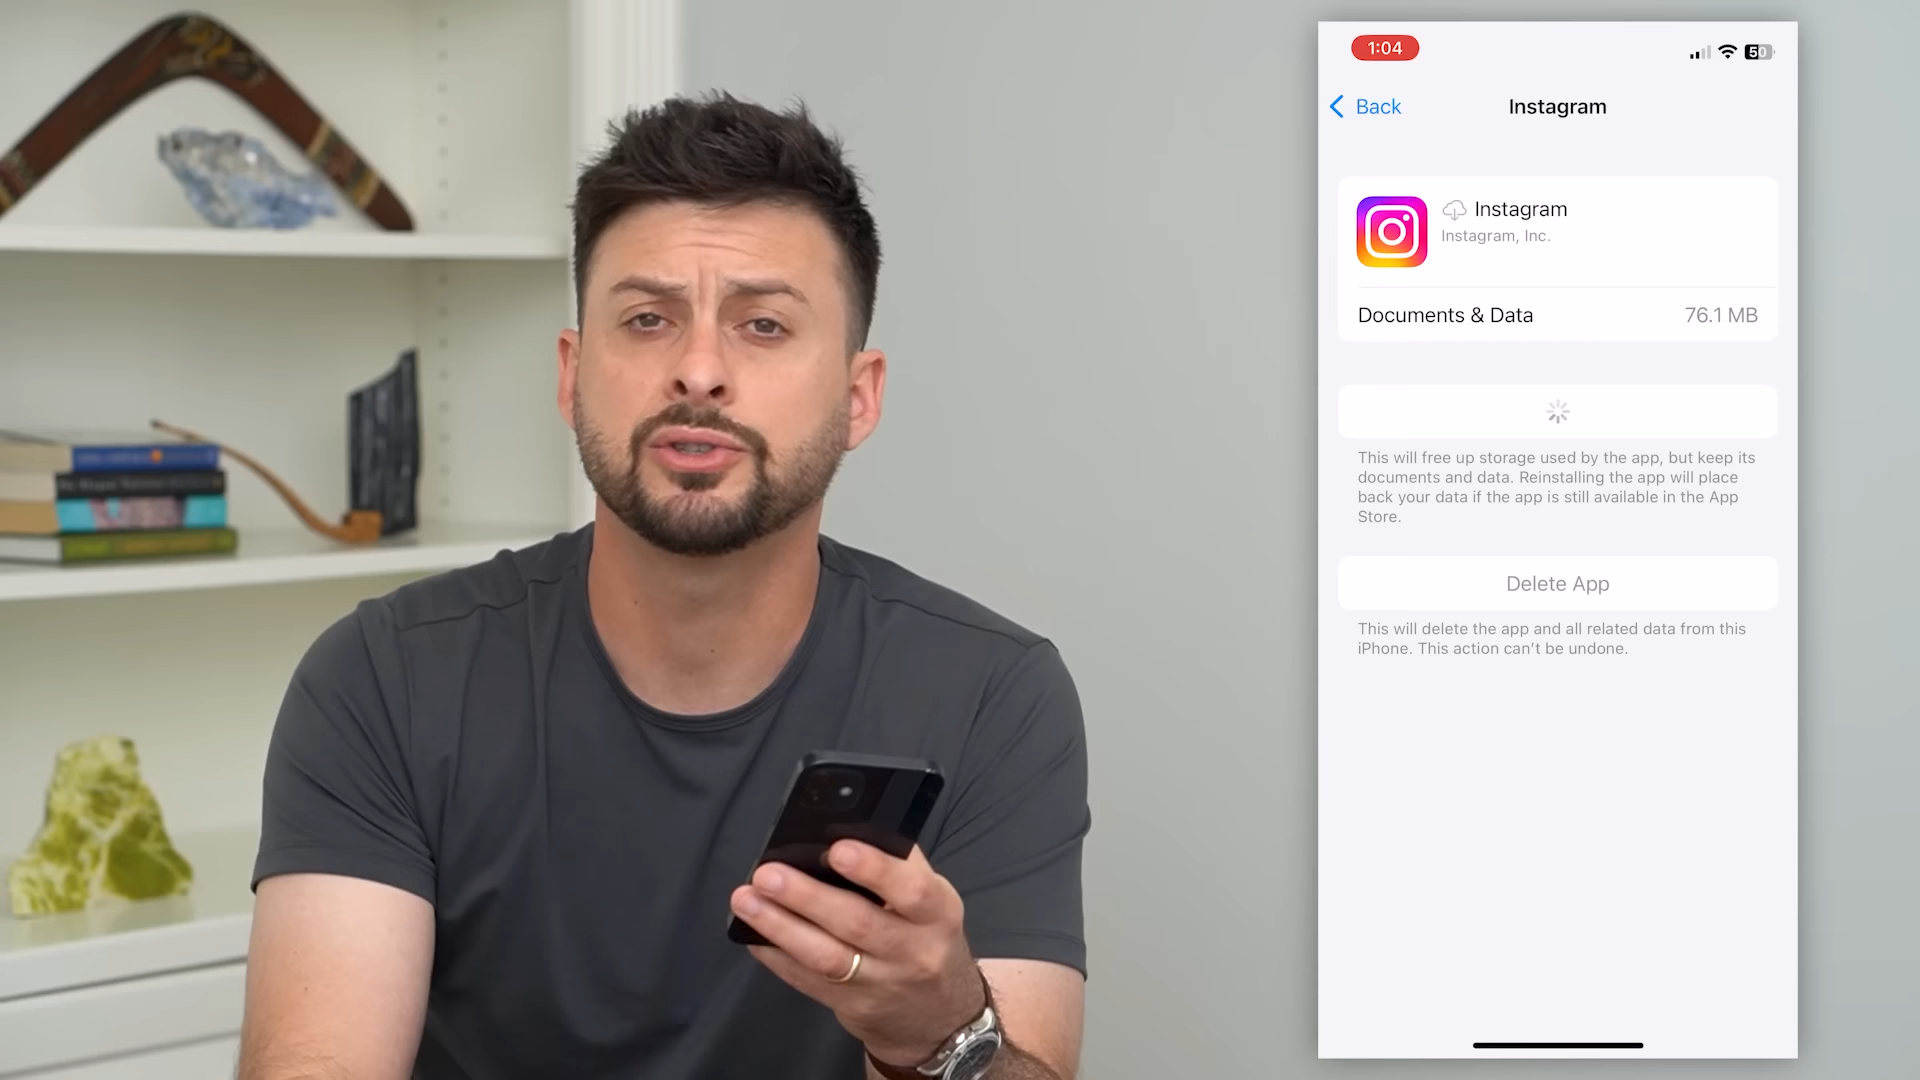 1:04
50
Back
Instagram
Instagram
Instagram, Inc.
Documents & Data 76.1 MB
This will free up storage used by the app, but keep its
documents and data. Reinstalling the app will place
back your data if the app is still available in the App
Store.
Delete App
This will delete the app and all related data from this
iPhone. This action can't be undone.